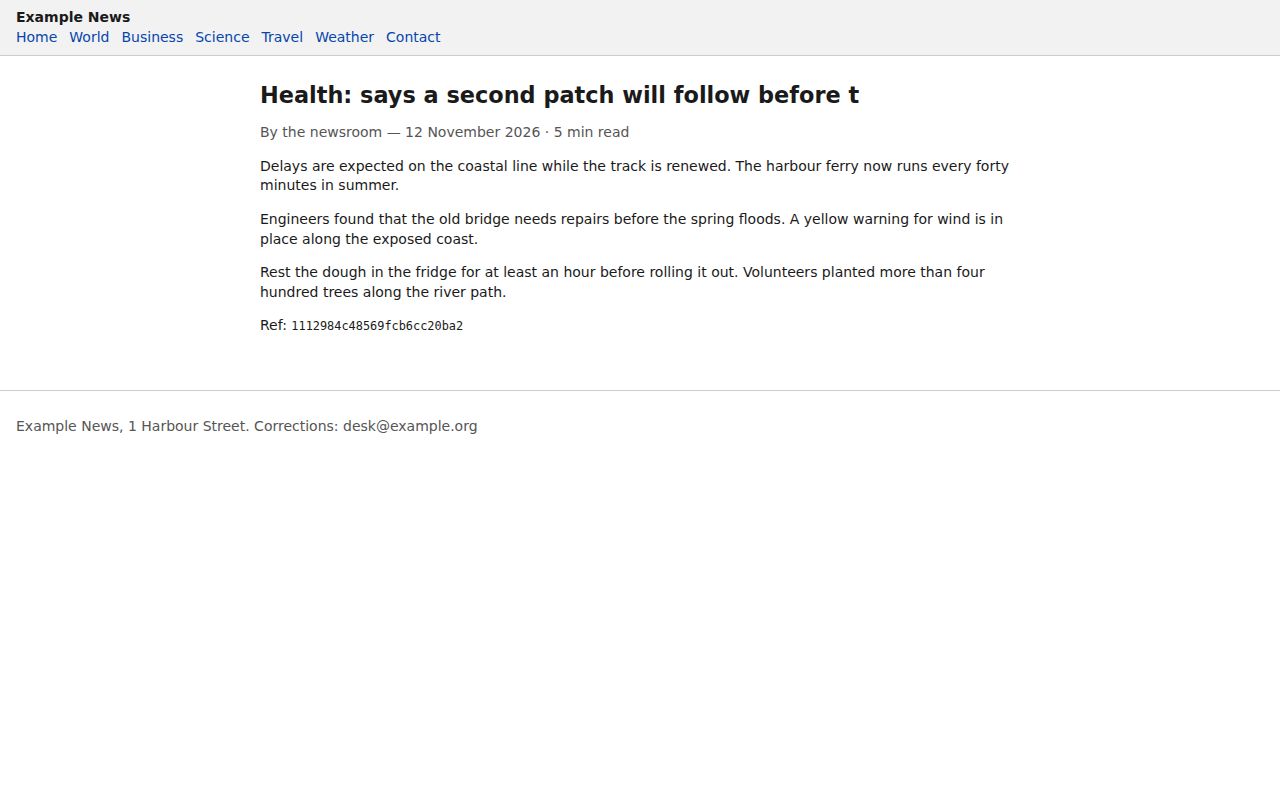 Example News
Home World Business Science Travel Weather Contact
Health: says a second patch will follow before t
By the newsroom — 12 November 2026 · 5 min read
Delays are expected on the coastal line while the track is renewed. The harbour ferry now runs every forty
minutes in summer.
Engineers found that the old bridge needs repairs before the spring floods. A yellow warning for wind is in
place along the exposed coast.
Rest the dough in the fridge for at least an hour before rolling it out. Volunteers planted more than four
hundred trees along the river path.
Ref: 1112984c48569fcb6cc20ba2
Example News, 1 Harbour Street. Corrections: desk@example.org